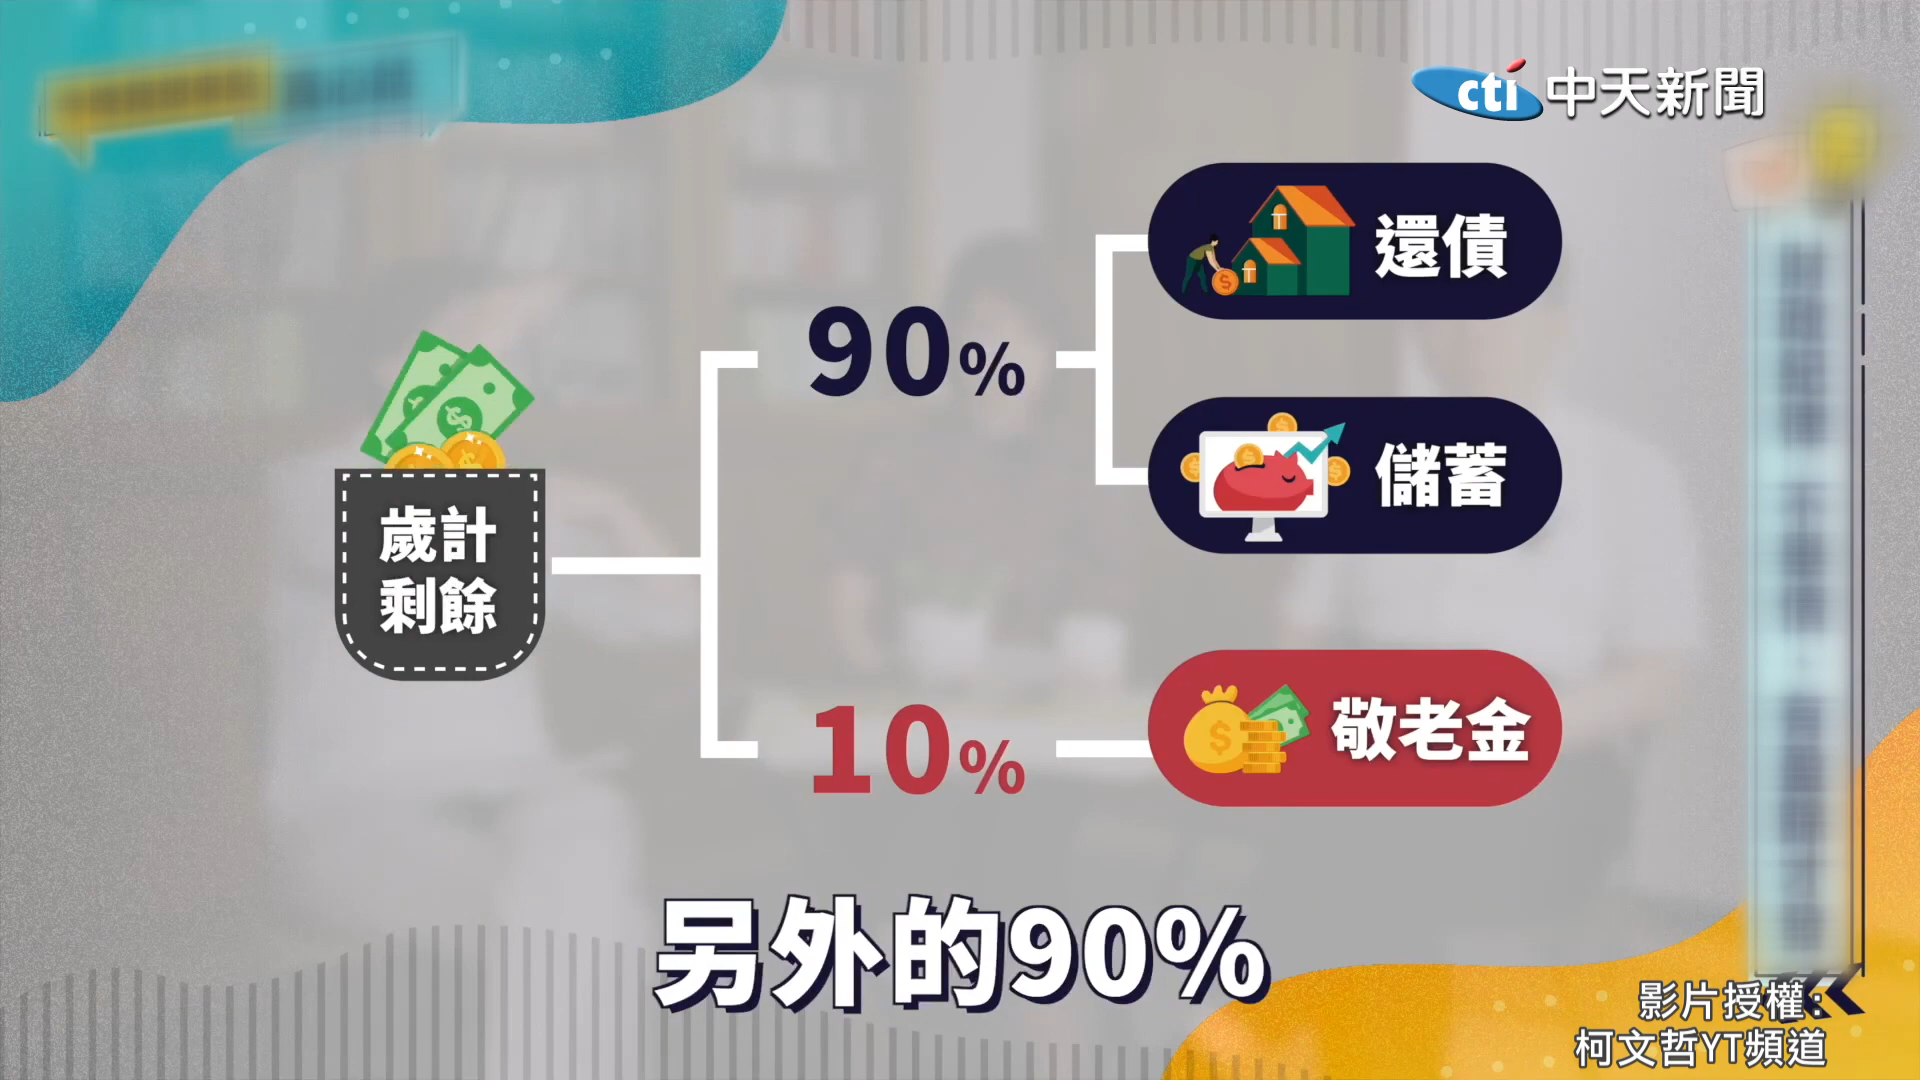 cti 中天新聞
還債
90%
儲蓄
歲計
剩餘
10%
敬老金
另外的90%
影片授權:
柯文哲YT頻道